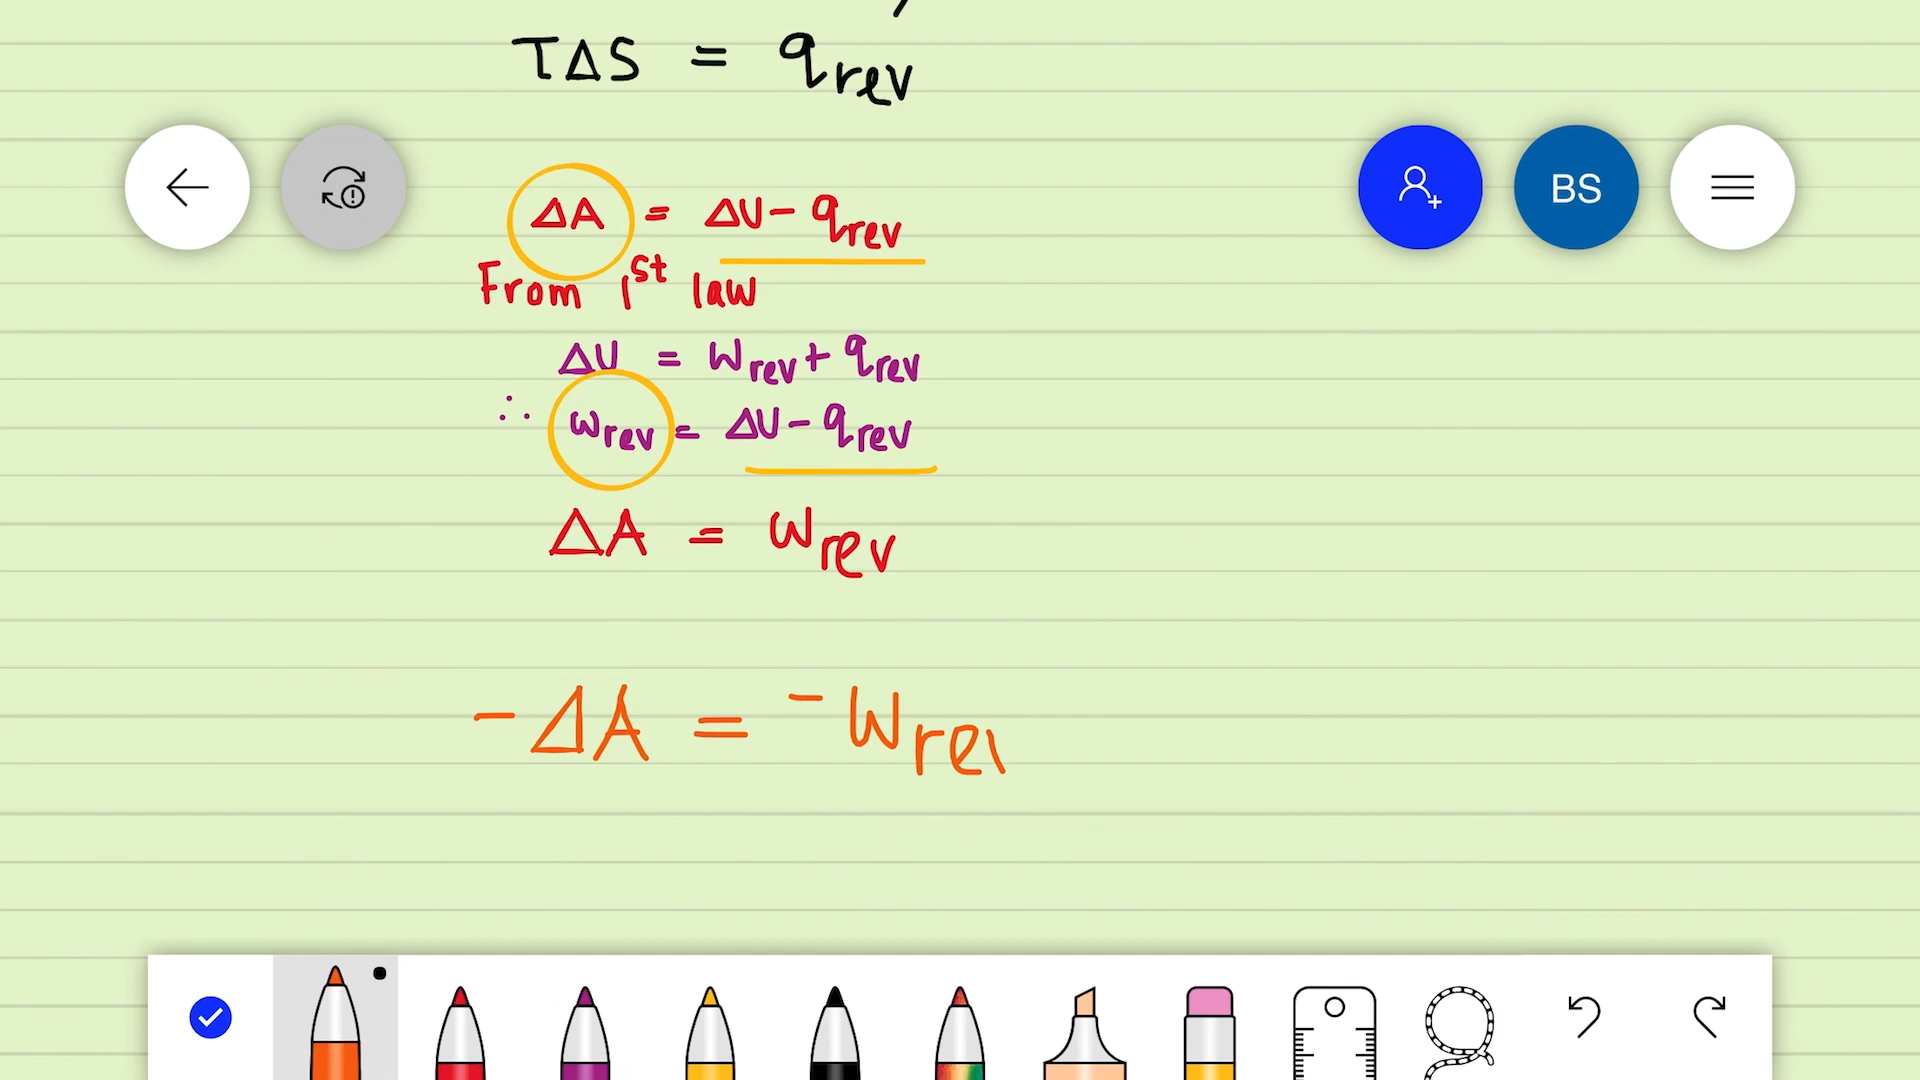 TΔS = qrev
BS
ΔA = ΔU - qrev
From 1st law
ΔU = Wrev + qrev
∴ wrev = ΔU - qrev
ΔA = Wrev
-ΔA = -Wrev